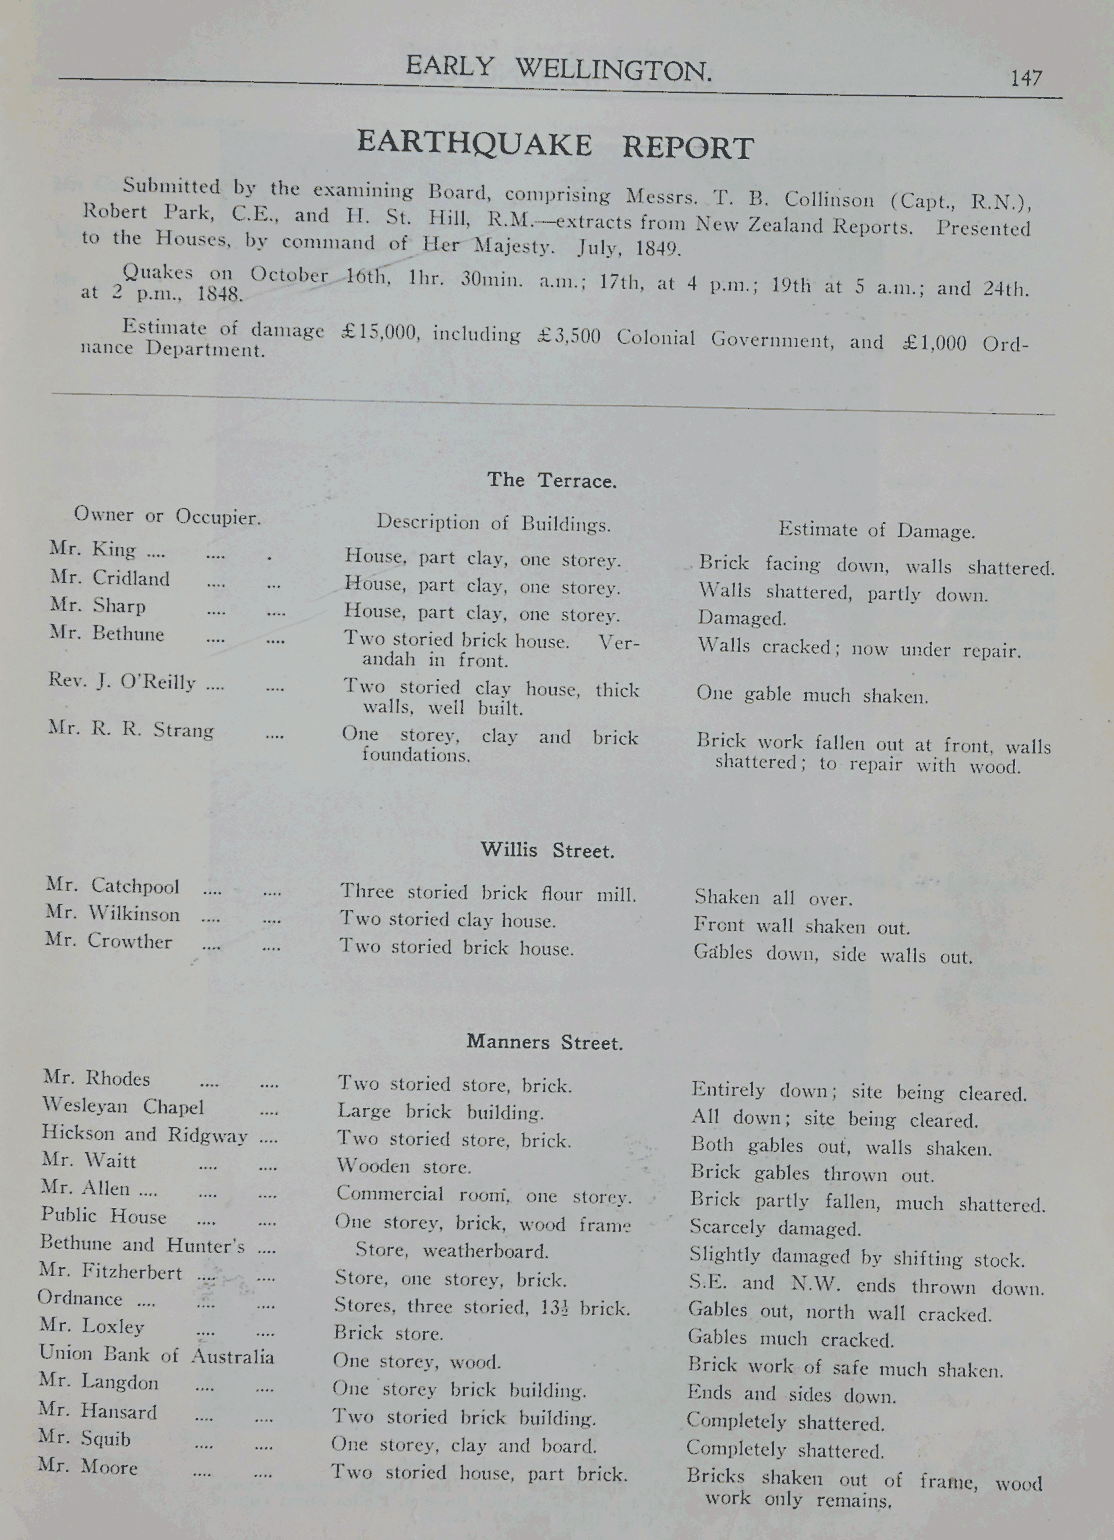 EARLY WELLINGTON. 147
EARTHQUAKE REPORT
Submitted by the examining Board, comprising Messrs. T. B. Collinson (Capt., R.N.),
Robert Park, C.E., and H. St. Hill, R.M.—extracts from New Zealand Reports. Presented
to the Houses, by command of Her Majesty. July, 1849.
Quakes on October 16th, 1hr. 30min. a.m.; 17th, at 4 p.m.; 19th at 5 a.m.; and 24th.
at 2 p.m., 1848.
Estimate of damage £15,000, including £3,500 Colonial Government, and £1,000 Ord-
nance Department.
The Terrace.
Owner or Occupier. Description of Buildings. Estimate of Damage.
Mr. King .... .... . House, part clay, one storey. Brick facing down, walls shattered.
Mr. Cridland .... ... House, part clay, one storey. Walls shattered, partly down.
Mr. Sharp .... .... House, part clay, one storey. Damaged.
Mr. Bethune .... .... Two storied brick house. Ver- Walls cracked; now under repair.
andah in front.
Rev. J. O'Reilly .... .... Two storied clay house, thick One gable much shaken.
walls, well built.
Mr. R. R. Strang .... One storey, clay and brick Brick work fallen out at front, walls
foundations. shattered; to repair with wood.
Willis Street.
Mr. Catchpool .... .... Three storied brick flour mill. Shaken all over.
Mr. Wilkinson .... .... Two storied clay house. Front wall shaken out.
Mr. Crowther .... .... Two storied brick house. Gables down, side walls out.
Manners Street.
Mr. Rhodes .... .... Two storied store, brick. Entirely down; site being cleared.
Wesleyan Chapel .... Large brick building. All down; site being cleared.
Hickson and Ridgway .... Two storied store, brick. Both gables out, walls shaken.
Mr. Waitt .... .... Wooden store. Brick gables thrown out.
Mr. Allen .... .... .... Commercial room, one storey. Brick partly fallen, much shattered.
Public House .... .... One storey, brick, wood frame Scarcely damaged.
Bethune and Hunter's .... Store, weatherboard. Slightly damaged by shifting stock.
Mr. Fitzherbert .... .... Store, one storey, brick. S.E. and N.W. ends thrown down.
Ordnance .... .... .... Stores, three storied, 13½ brick. Gables out, north wall cracked.
Mr. Loxley .... .... Brick store. Gables much cracked.
Union Bank of Australia One storey, wood. Brick work of safe much shaken.
Mr. Langdon .... .... One storey brick building. Ends and sides down.
Mr. Hansard .... .... Two storied brick building. Completely shattered.
Mr. Squib .... .... One storey, clay and board. Completely shattered.
Mr. Moore .... .... Two storied house, part brick. Bricks shaken out of frame, wood
work only remains.